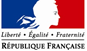 Liberté • Égalité • Fraternité
RÉPUBLIQUE FRANÇAISE